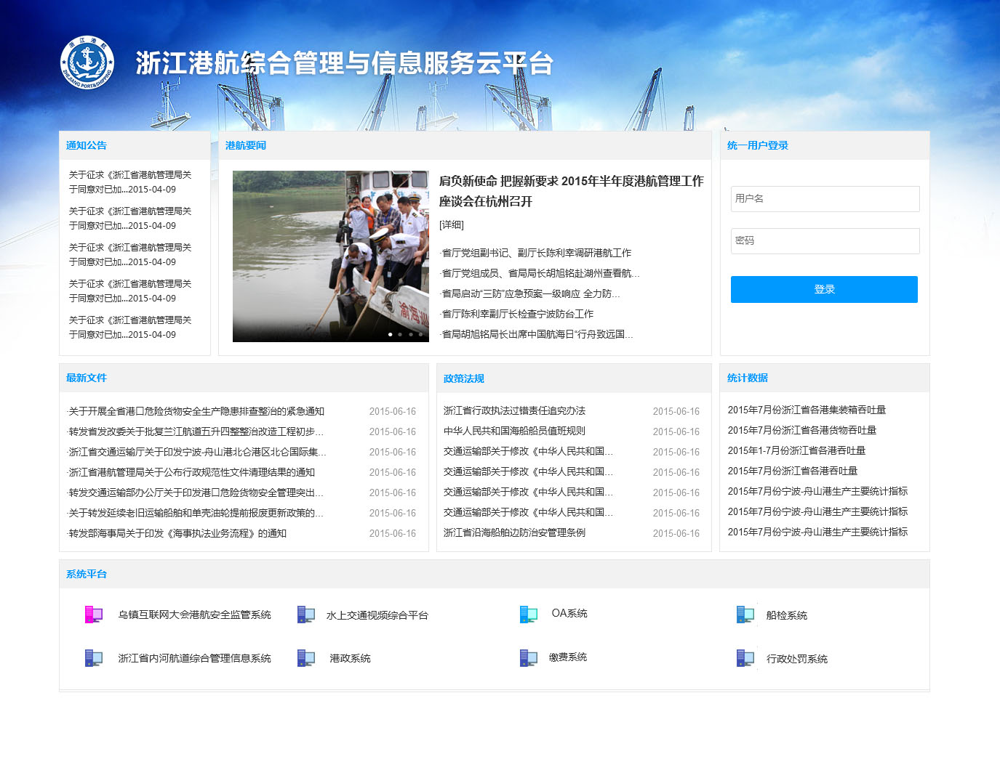 浙江港航
ZHEJIANG PORT&SHIPPING
浙江港航综合管理与信息服务云平台
通知公告
关于征求《浙江省港航管理局关
于同意对已加...2015-04-09
关于征求《浙江省港航管理局关
于同意对已加...2015-04-09
关于征求《浙江省港航管理局关
于同意对已加...2015-04-09
关于征求《浙江省港航管理局关
于同意对已加...2015-04-09
关于征求《浙江省港航管理局关
于同意对已加...2015-04-09
港航要闻
渝海巡
肩负新使命 把握新要求 2015年半年度港航管理工作
座谈会在杭州召开
[详细]
·省厅党组副书记、副厅长陈利幸调研港航工作
·省厅党组成员、省局局长胡旭铭赴湖州查看航...
·省局启动“三防”应急预案一级响应 全力防...
·省厅陈利幸副厅长检查宁波防台工作
·省局胡旭铭局长出席中国航海日“行舟致远国...
统一用户登录
用户名
密码
登录
最新文件
·关于开展全省港口危险货物安全生产隐患排查整治的紧急通知 2015-06-16
·转发省发改委关于批复兰江航道五升四整整治改造工程初步... 2015-06-16
·浙江省交通运输厅关于印发宁波-舟山港北仑港区北仑国际集... 2015-06-16
·浙江省港航管理局关于公布行政规范性文件清理结果的通知 2015-06-16
·转发交通运输部办公厅关于印发港口危险货物安全管理突出... 2015-06-16
·关于转发延续老旧运输船舶和单壳油轮提前报废更新政策的... 2015-06-16
·转发部海事局关于印发《海事执法业务流程》的通知 2015-06-16
政策法规
浙江省行政执法过错责任追究办法 2015-06-16
中华人民共和国海船船员值班规则 2015-06-16
交通运输部关于修改《中华人民共和国... 2015-06-16
交通运输部关于修改《中华人民共和国... 2015-06-16
交通运输部关于修改《中华人民共和国... 2015-06-16
交通运输部关于修改《中华人民共和国... 2015-06-16
浙江省沿海船舶边防治安管理条例 2015-06-16
统计数据
2015年7月份浙江省各港集装箱吞吐量
2015年7月份浙江省各港货物吞吐量
2015年1-7月份浙江省各港吞吐量
2015年7月份浙江省各港吞吐量
2015年7月份宁波-舟山港生产主要统计指标
2015年7月份宁波-舟山港生产主要统计指标
2015年7月份宁波-舟山港生产主要统计指标
系统平台
乌镇互联网大会港航安全监管系统
水上交通视频综合平台
OA系统
船检系统
浙江省内河航道综合管理信息系统
港政系统
缴费系统
行政处罚系统